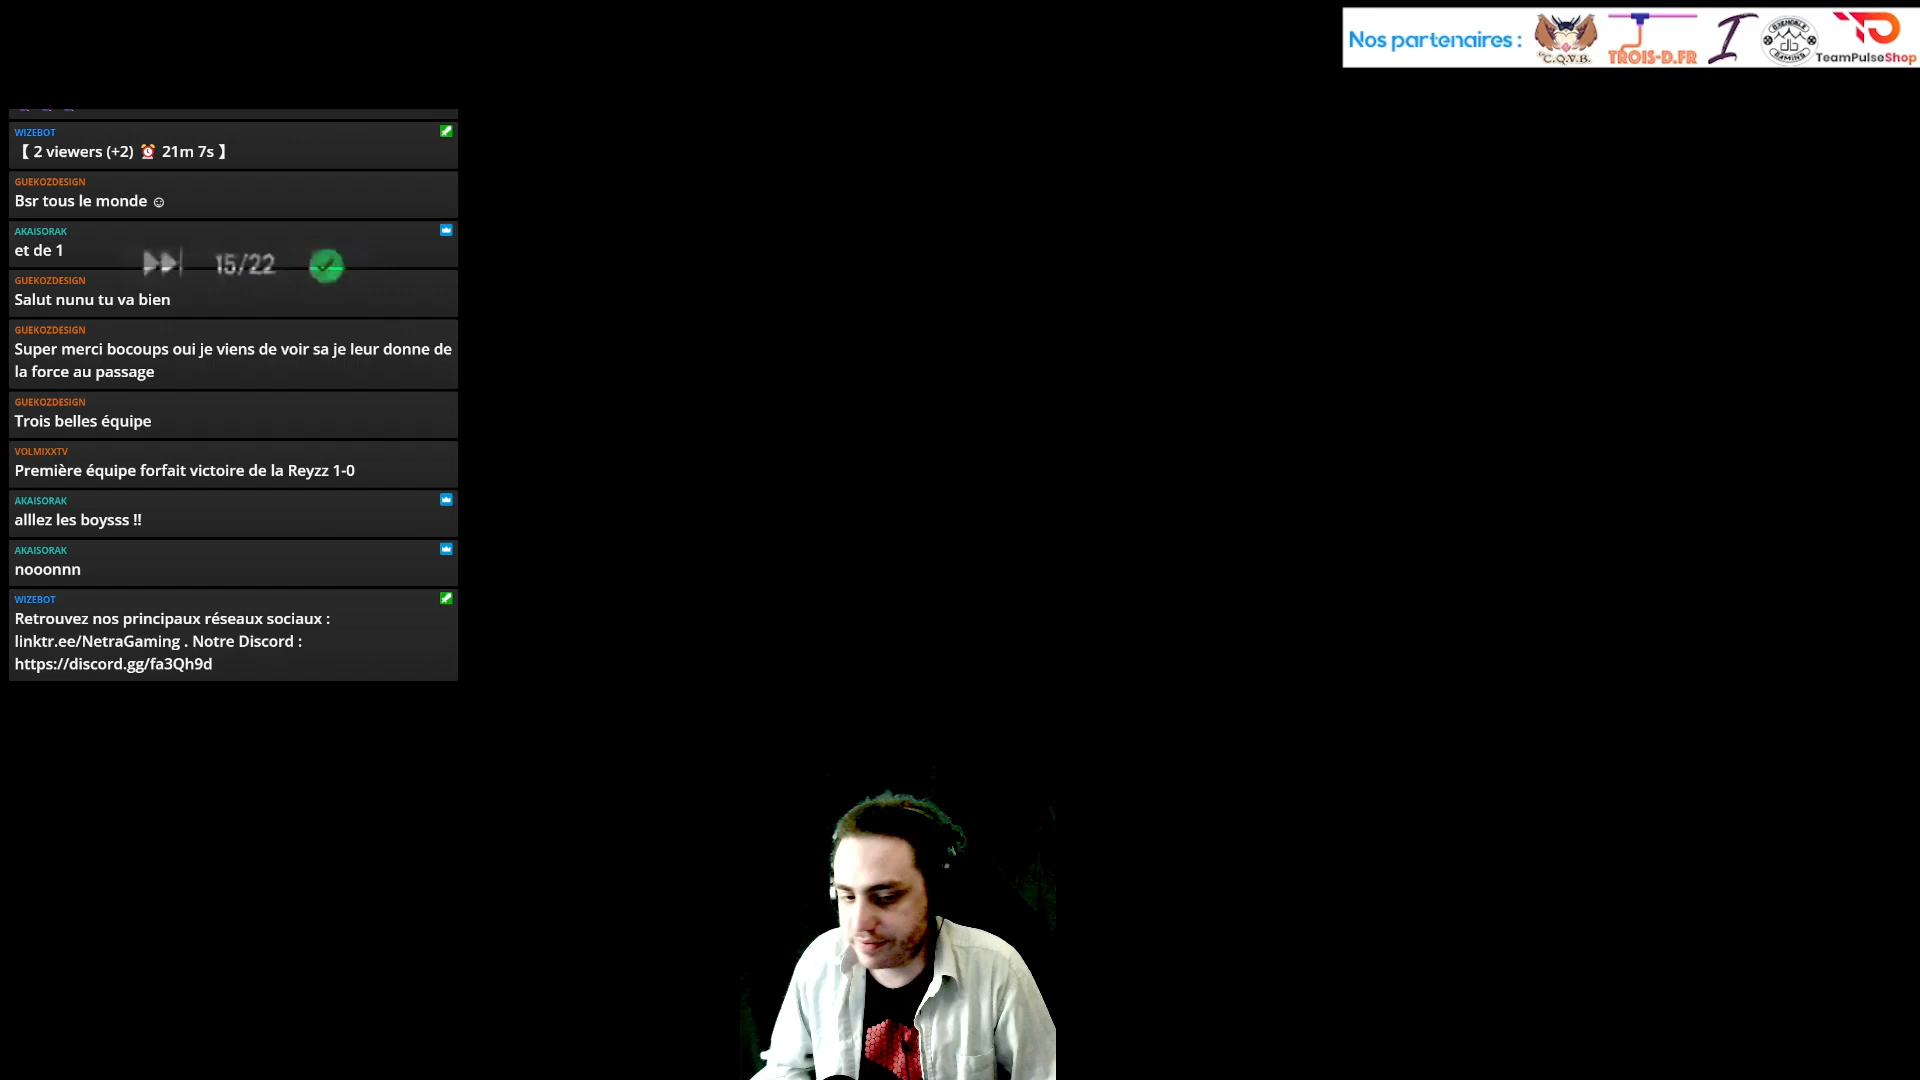 Nos partenaires :
C.Q.V.B.
TROIS-D.FR
I
GRENOBLE
GAMING
TeamPulseShop
WIZEBOT
【 2 viewers (+2) ⏰ 21m 7s 】
GUEKOZDESIGN
Bsr tous le monde ☺
AKAISORAK
et de 1
15/22
GUEKOZDESIGN
Salut nunu tu va bien
GUEKOZDESIGN
Super merci bocoups oui je viens de voir sa je leur donne de
la force au passage
GUEKOZDESIGN
Trois belles équipe
VOLMIXXTV
Première équipe forfait victoire de la Reyzz 1-0
AKAISORAK
alllez les boysss !!
AKAISORAK
nooonnn
WIZEBOT
Retrouvez nos principaux réseaux sociaux :
linktr.ee/NetraGaming . Notre Discord :
https://discord.gg/fa3Qh9d